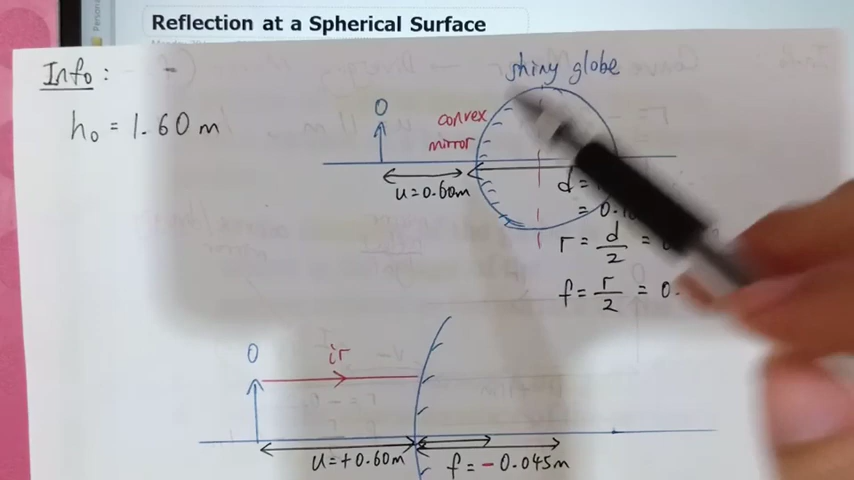 Reflection at a Spherical Surface
Info :
h₀ = 1.60 m
shiny globe
O
convex
mirror
u=0.60m
d =
= 0.
r = d/2 =
f = r/2 = 0.
O
ir
u=+0.60m
f = -0.045m